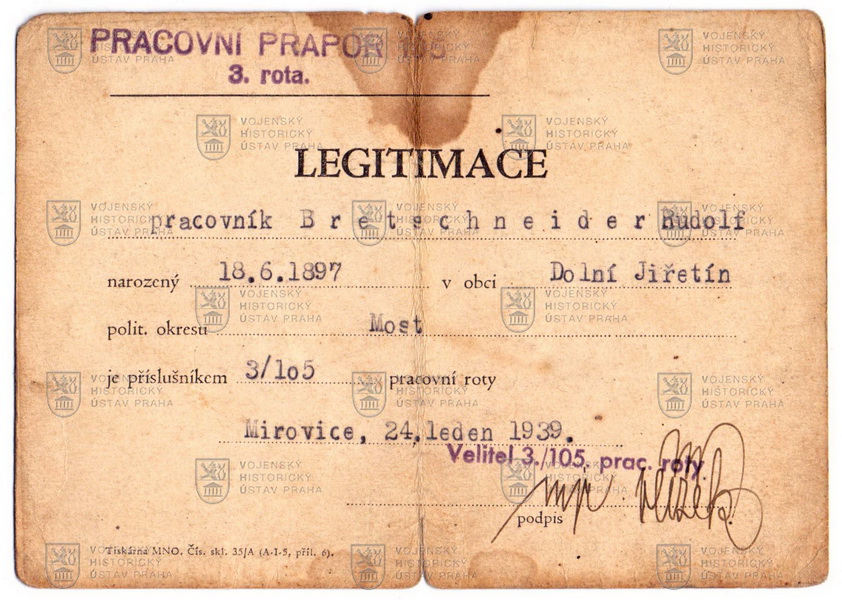 PRACOVNÍ PRAPOR 105
3. rota.
LEGITIMACE
pracovník Bretschneider Rudolf
narozený 18.6.1897 v obci Dolní Jiřetín
polit. okresu Most
je příslušníkem 3/1o5 pracovní roty
Mirovice, 24.leden 1939.
Velitel 3./105. prac. roty
mjr.
podpis
Tiskárna MNO. Čís. skl. 35/A (A-I-5, příl. 6).
VOJENSKÝ
HISTORICKÝ
ÚSTAV PRAHA